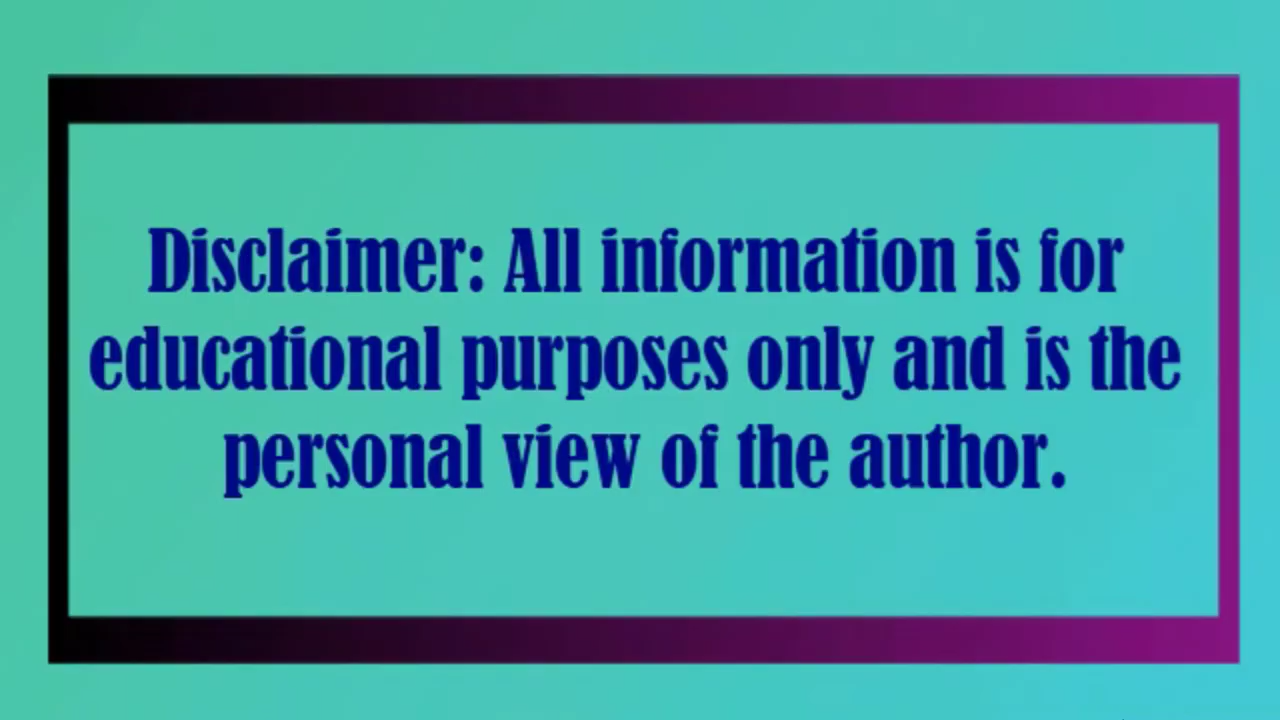 Disclaimer: All information is for
educational purposes only and is the
personal view of the author.